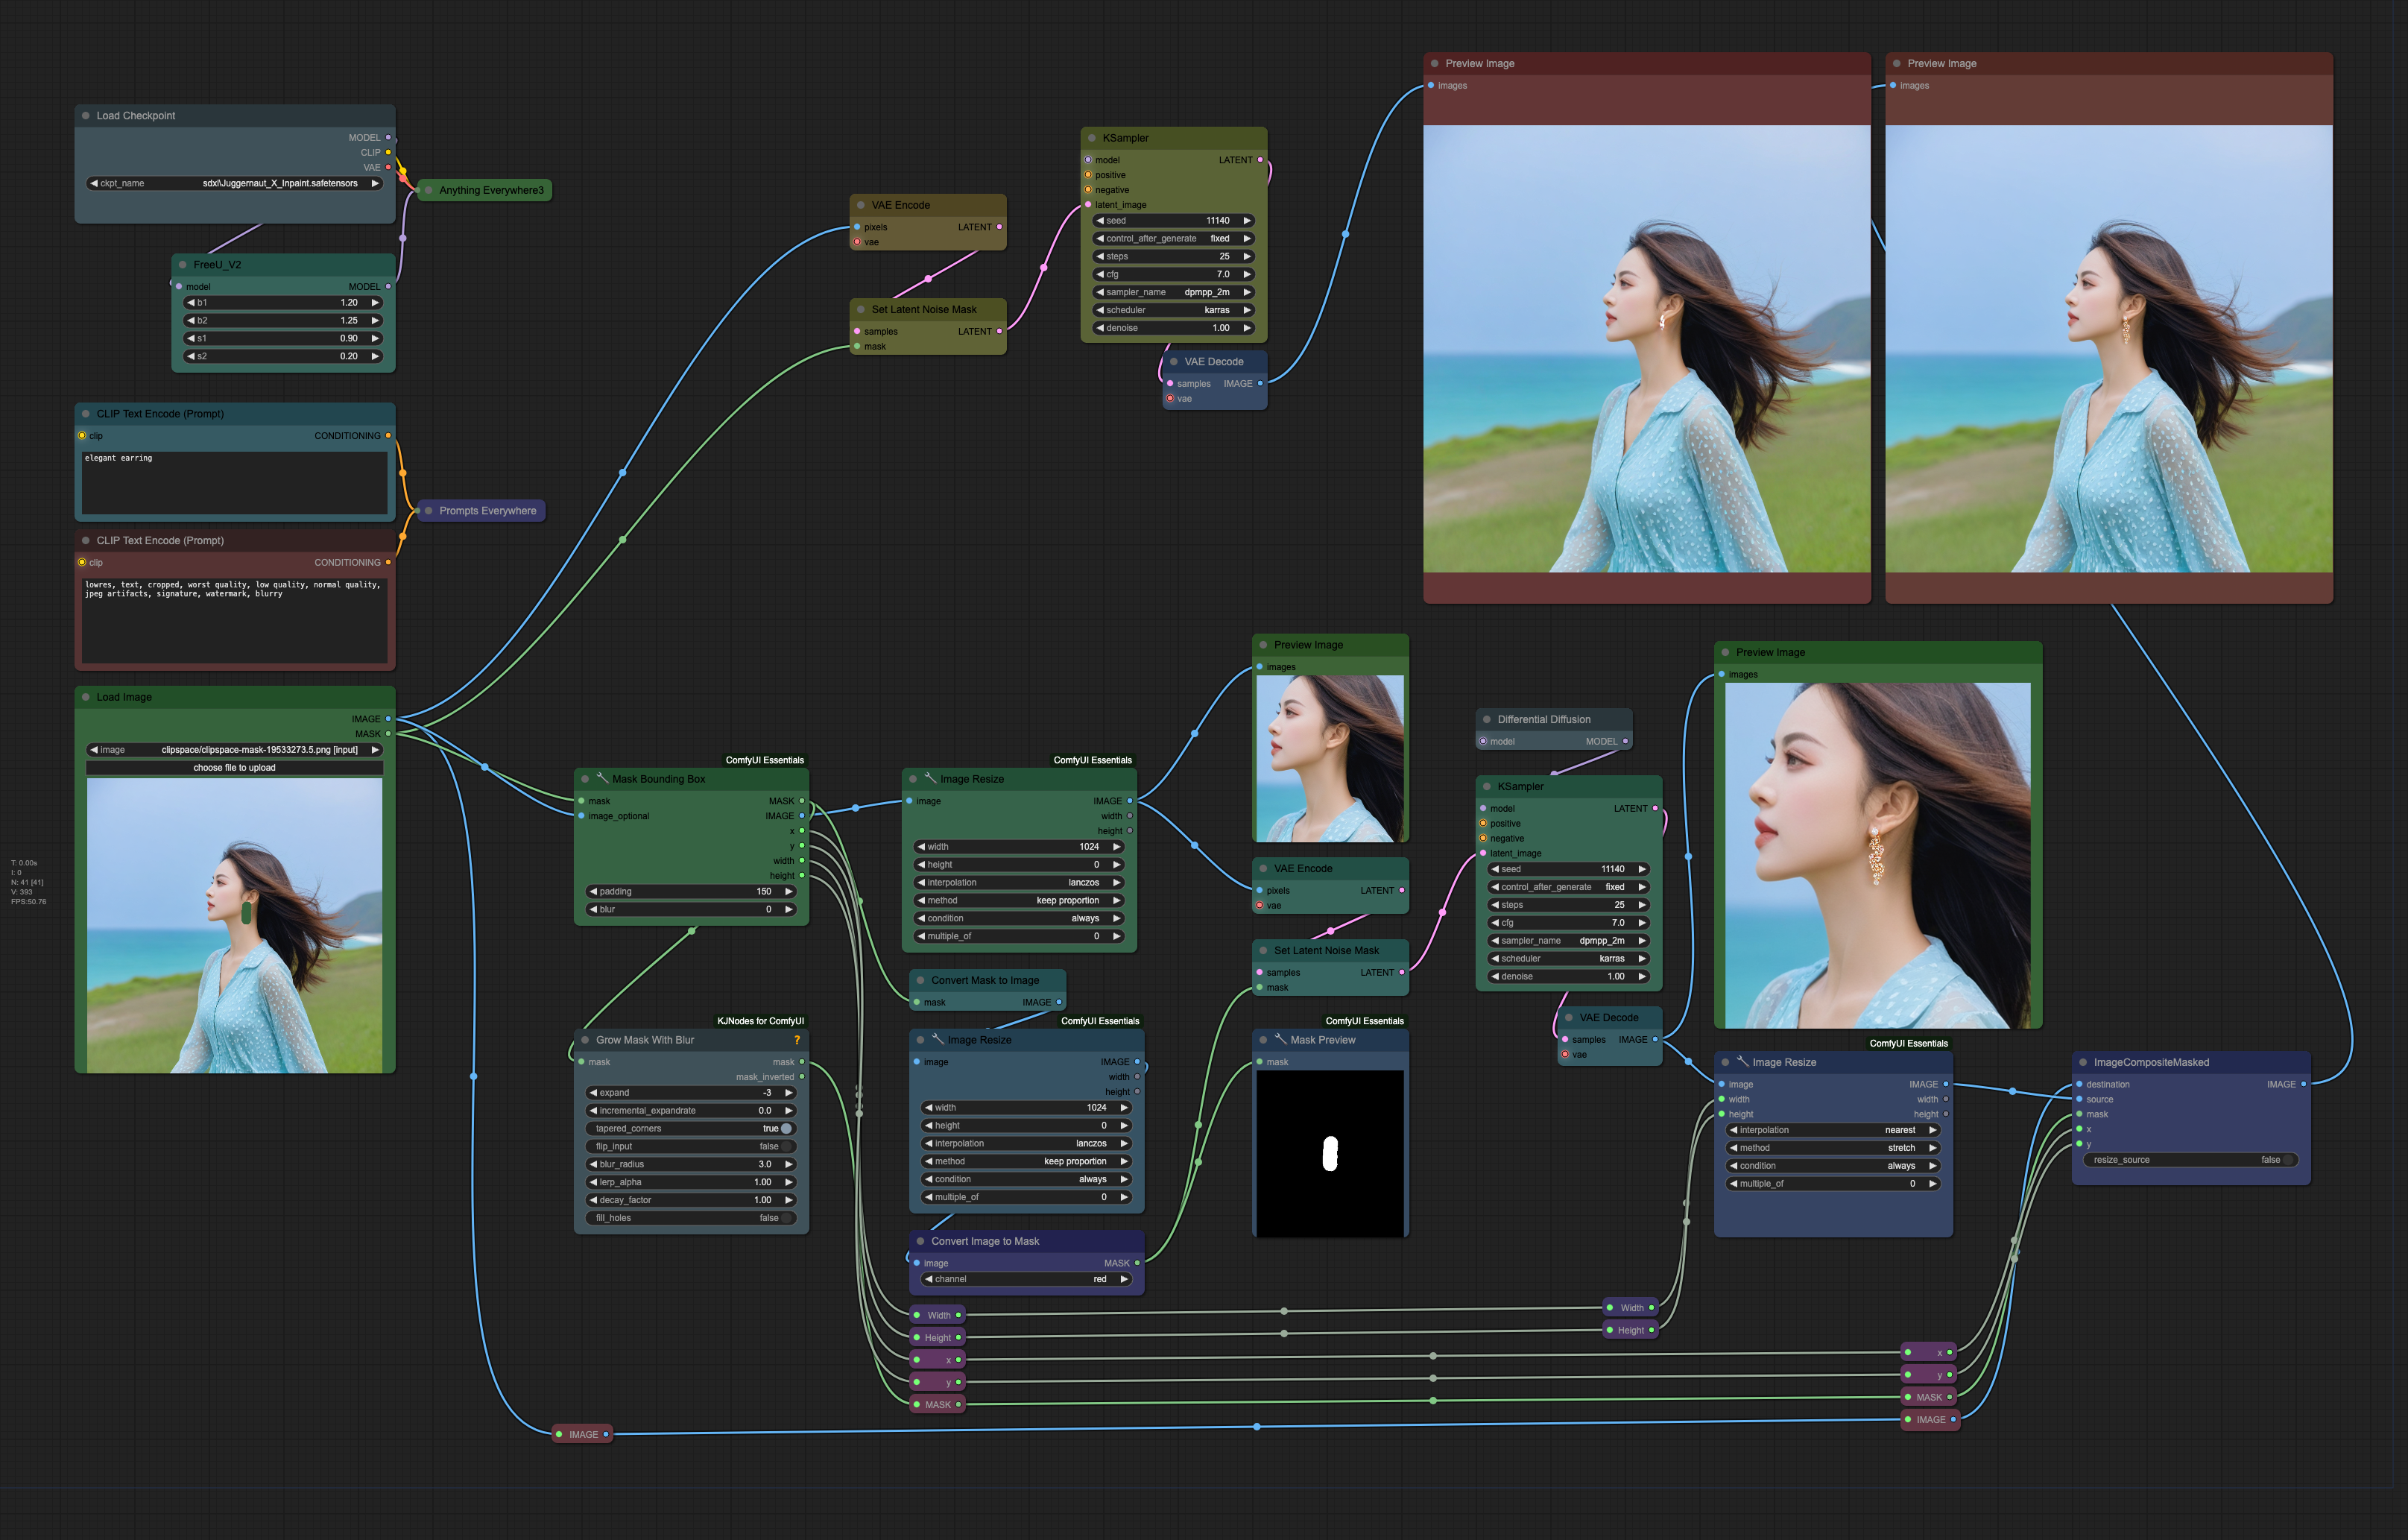 Load Checkpoint
MODEL
CLIP
VAE
ckpt_name sdxl\Juggernaut_X_Inpaint.safetensors
Anything Everywhere3
FreeU_V2
model MODEL
b1 1.20
b2 1.25
s1 0.90
s2 0.20
CLIP Text Encode (Prompt)
clip CONDITIONING
elegant earring
Prompts Everywhere
CLIP Text Encode (Prompt)
clip CONDITIONING
lowres, text, cropped, worst quality, low quality, normal quality,
jpeg artifacts, signature, watermark, blurry
Load Image
IMAGE
MASK
image clipspace/clipspace-mask-19533273.5.png [input]
choose file to upload
T: 0.00s
I: 0
N: 41 [41]
V: 393
FPS:50.76
VAE Encode
pixels LATENT
vae
Set Latent Noise Mask
samples LATENT
mask
KSampler
model LATENT
positive
negative
latent_image
seed 11140
control_after_generate fixed
steps 25
cfg 7.0
sampler_name dpmpp_2m
scheduler karras
denoise 1.00
VAE Decode
samples IMAGE
vae
Preview Image
images
Preview Image
images
ComfyUI Essentials
Mask Bounding Box
mask MASK
image_optional IMAGE
x
y
width
height
padding 150
blur 0
KJNodes for ComfyUI
Grow Mask With Blur ?
mask mask
mask_inverted
expand -3
incremental_expandrate 0.0
tapered_corners true
flip_input false
blur_radius 3.0
lerp_alpha 1.00
decay_factor 1.00
fill_holes false
ComfyUI Essentials
Image Resize
image IMAGE
width
height
width 1024
height 0
interpolation lanczos
method keep proportion
condition always
multiple_of 0
Convert Mask to Image
mask IMAGE
ComfyUI Essentials
Image Resize
image IMAGE
width
height
width 1024
height 0
interpolation lanczos
method keep proportion
condition always
multiple_of 0
Convert Image to Mask
image MASK
channel red
Preview Image
images
VAE Encode
pixels LATENT
vae
Set Latent Noise Mask
samples LATENT
mask
ComfyUI Essentials
Mask Preview
mask
Differential Diffusion
model MODEL
KSampler
model LATENT
positive
negative
latent_image
seed 11140
control_after_generate fixed
steps 25
cfg 7.0
sampler_name dpmpp_2m
scheduler karras
denoise 1.00
VAE Decode
samples IMAGE
vae
Preview Image
images
ComfyUI Essentials
Image Resize
image IMAGE
width width
height height
interpolation nearest
method stretch
condition always
multiple_of 0
ImageCompositeMasked
destination IMAGE
source
mask
x
y
resize_source false
Width
Height
x
y
MASK
IMAGE
Width
Height
x
y
MASK
IMAGE